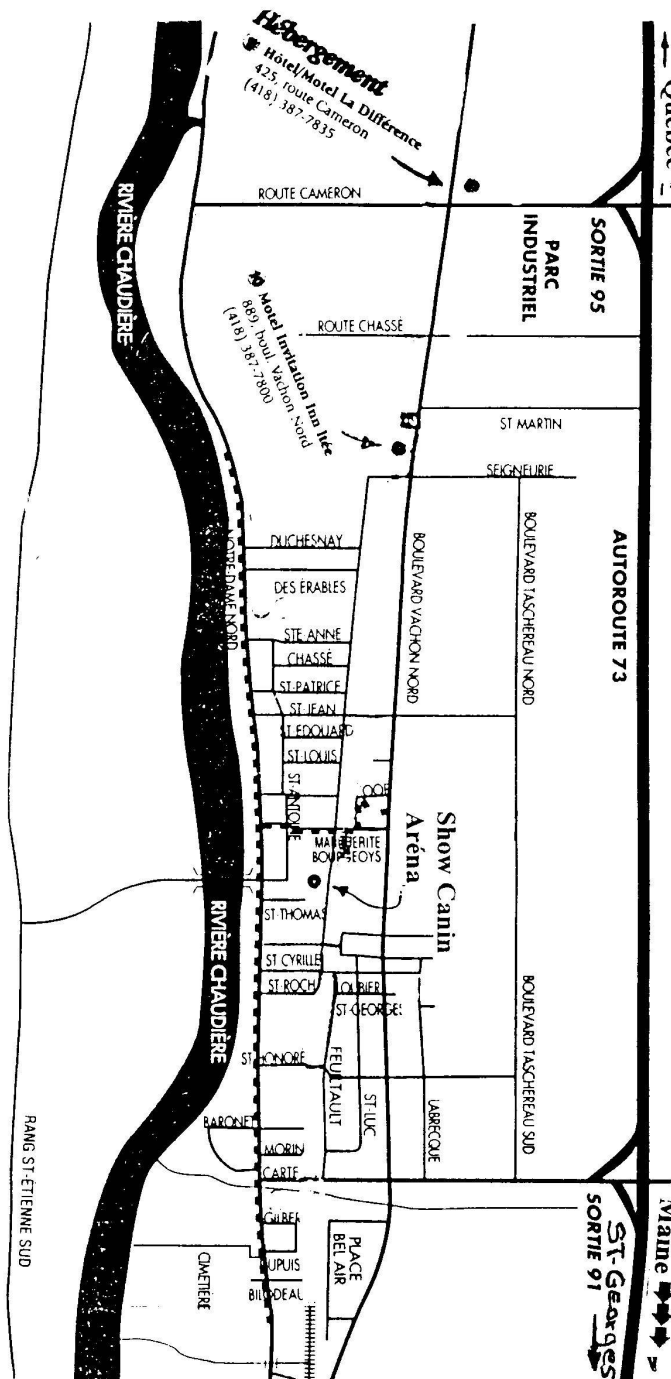 ← Québec
Hébergement
Hôtel/Motel La Différence
425, route Cameron
(418) 387-7835
ROUTE CAMERON
SORTIE 95
PARC
INDUSTRIEL
RIVIÈRE CHAUDIÈRE
Motel Invitation Inn ltée
889, boul. Vachon Nord
(418) 387-7800
ROUTE CHASSÉ
ST MARTIN
SEIGNEURIE
AUTOROUTE 73
BOULEVARD TASCHEREAU NORD
BOULEVARD VACHON NORD
NOTRE-DAME NORD
DUCHESNAY
DES ÉRABLES
STE-ANNE
CHASSÉ
ST-PATRICE
ST-JEAN
ST EDOUARD
ST-LOUIS
ST-ANTOINE
MARGUERITE
BOURGEOYS
Show Canin
Aréna
ST-THOMAS
ST CYRILLE
ST-ROCH
LOUBIER
ST-GEORGES
ST-HONORÉ
FEUILTAULT
ST-LUC
LABRECQUE
BOULEVARD TASCHEREAU SUD
RIVIÈRE CHAUDIÈRE
BARONET
MORIN
CARTE
GILBER
DUPUIS
BILODEAU
PLACE
BEL AIR
CIMETIÈRE
RANG ST-ÉTIENNE SUD
Maine
ST-Georges
SORTIE 91